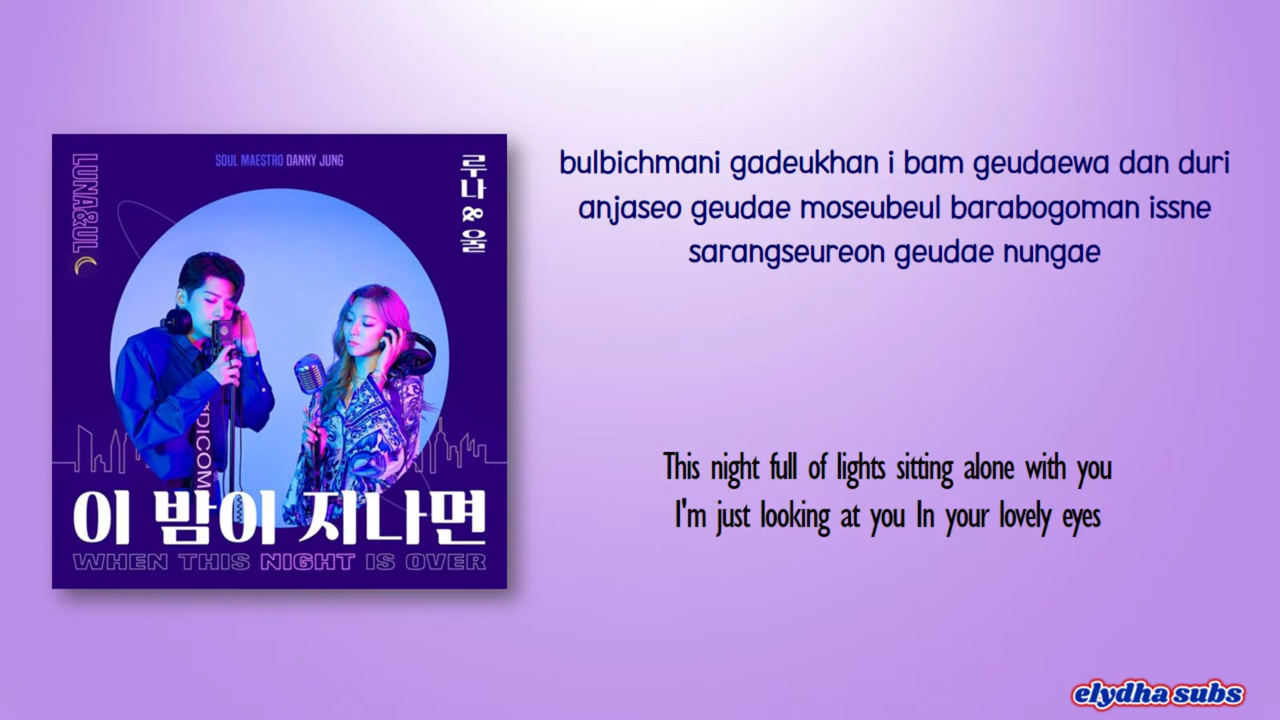 LUNA&UL
SOUL MAESTRO DANNY JUNG
루나 & 울
이 밤이 지나면
WHEN THIS NIGHT IS OVER
bulbichmani gadeukhan i bam geudaewa dan duri
anjaseo geudae moseubeul barabogoman issne
sarangseureon geudae nungae
This night full of lights sitting alone with you
I'm just looking at you In your lovely eyes
elydha subs